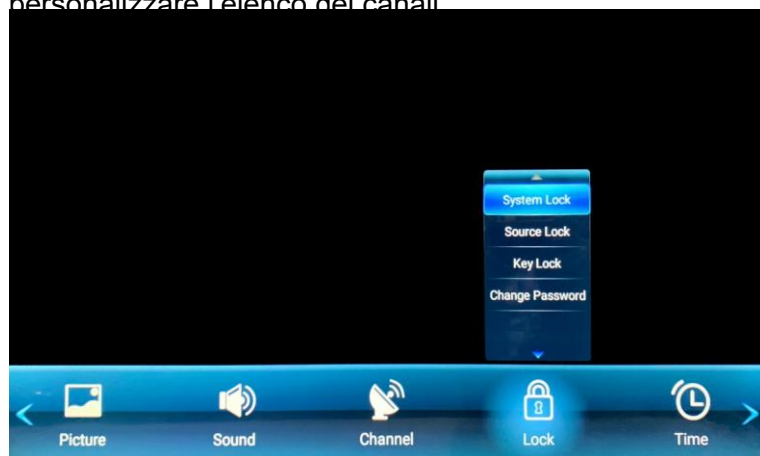 personalizzare l'elenco dei canali
System Lock
Source Lock
Key Lock
Change Password
Picture
Sound
Channel
Lock
Time